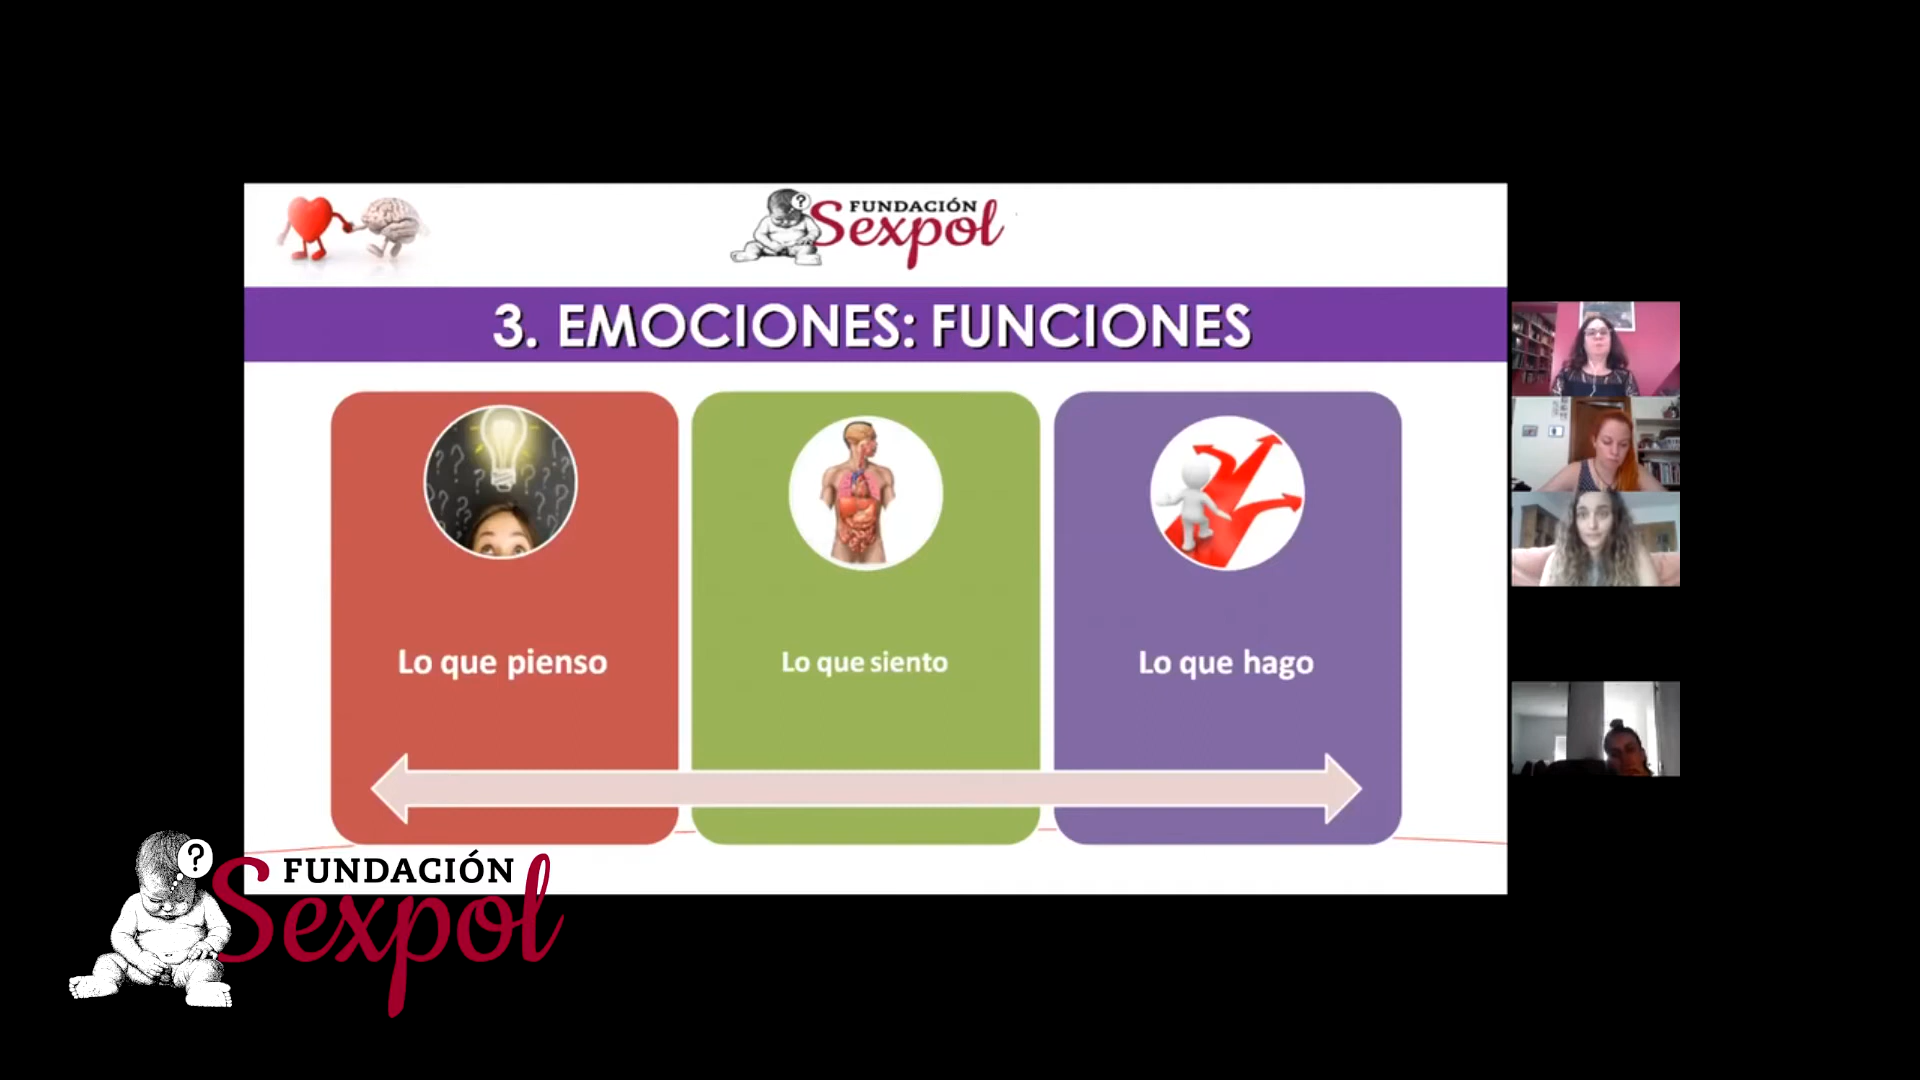 FUNDACIÓN
Sexpol
3. EMOCIONES: FUNCIONES
Lo que pienso
Lo que siento
Lo que hago
FUNDACIÓN
Sexpol